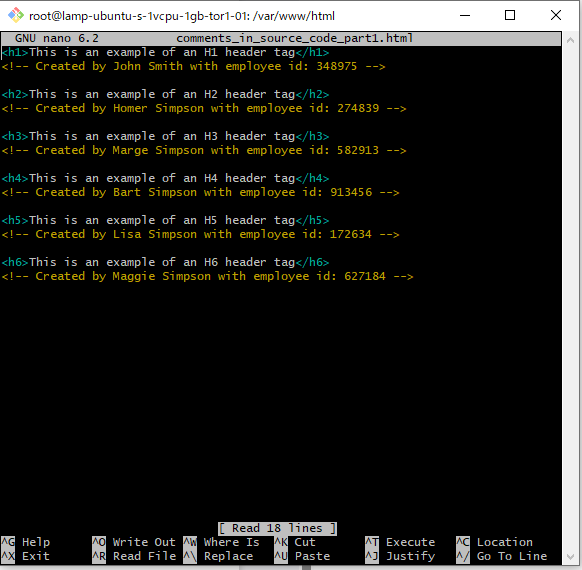 root@lamp-ubuntu-s-1vcpu-1gb-tor1-01: /var/www/html
GNU nano 6.2 comments_in_source_code_part1.html
<h1>This is an example of an H1 header tag</h1>
<!-- Created by John Smith with employee id: 348975 -->
<h2>This is an example of an H2 header tag</h2>
<!-- Created by Homer Simpson with employee id: 274839 -->
<h3>This is an example of an H3 header tag</h3>
<!-- Created by Marge Simpson with employee id: 582913 -->
<h4>This is an example of an H4 header tag</h4>
<!-- Created by Bart Simpson with employee id: 913456 -->
<h5>This is an example of an H5 header tag</h5>
<!-- Created by Lisa Simpson with employee id: 172634 -->
<h6>This is an example of an H6 header tag</h6>
<!-- Created by Maggie Simpson with employee id: 627184 -->
[ Read 18 lines ]
^G Help ^O Write Out ^W Where Is ^K Cut ^T Execute ^C Location
^X Exit ^R Read File ^\ Replace ^U Paste ^J Justify ^/ Go To Line